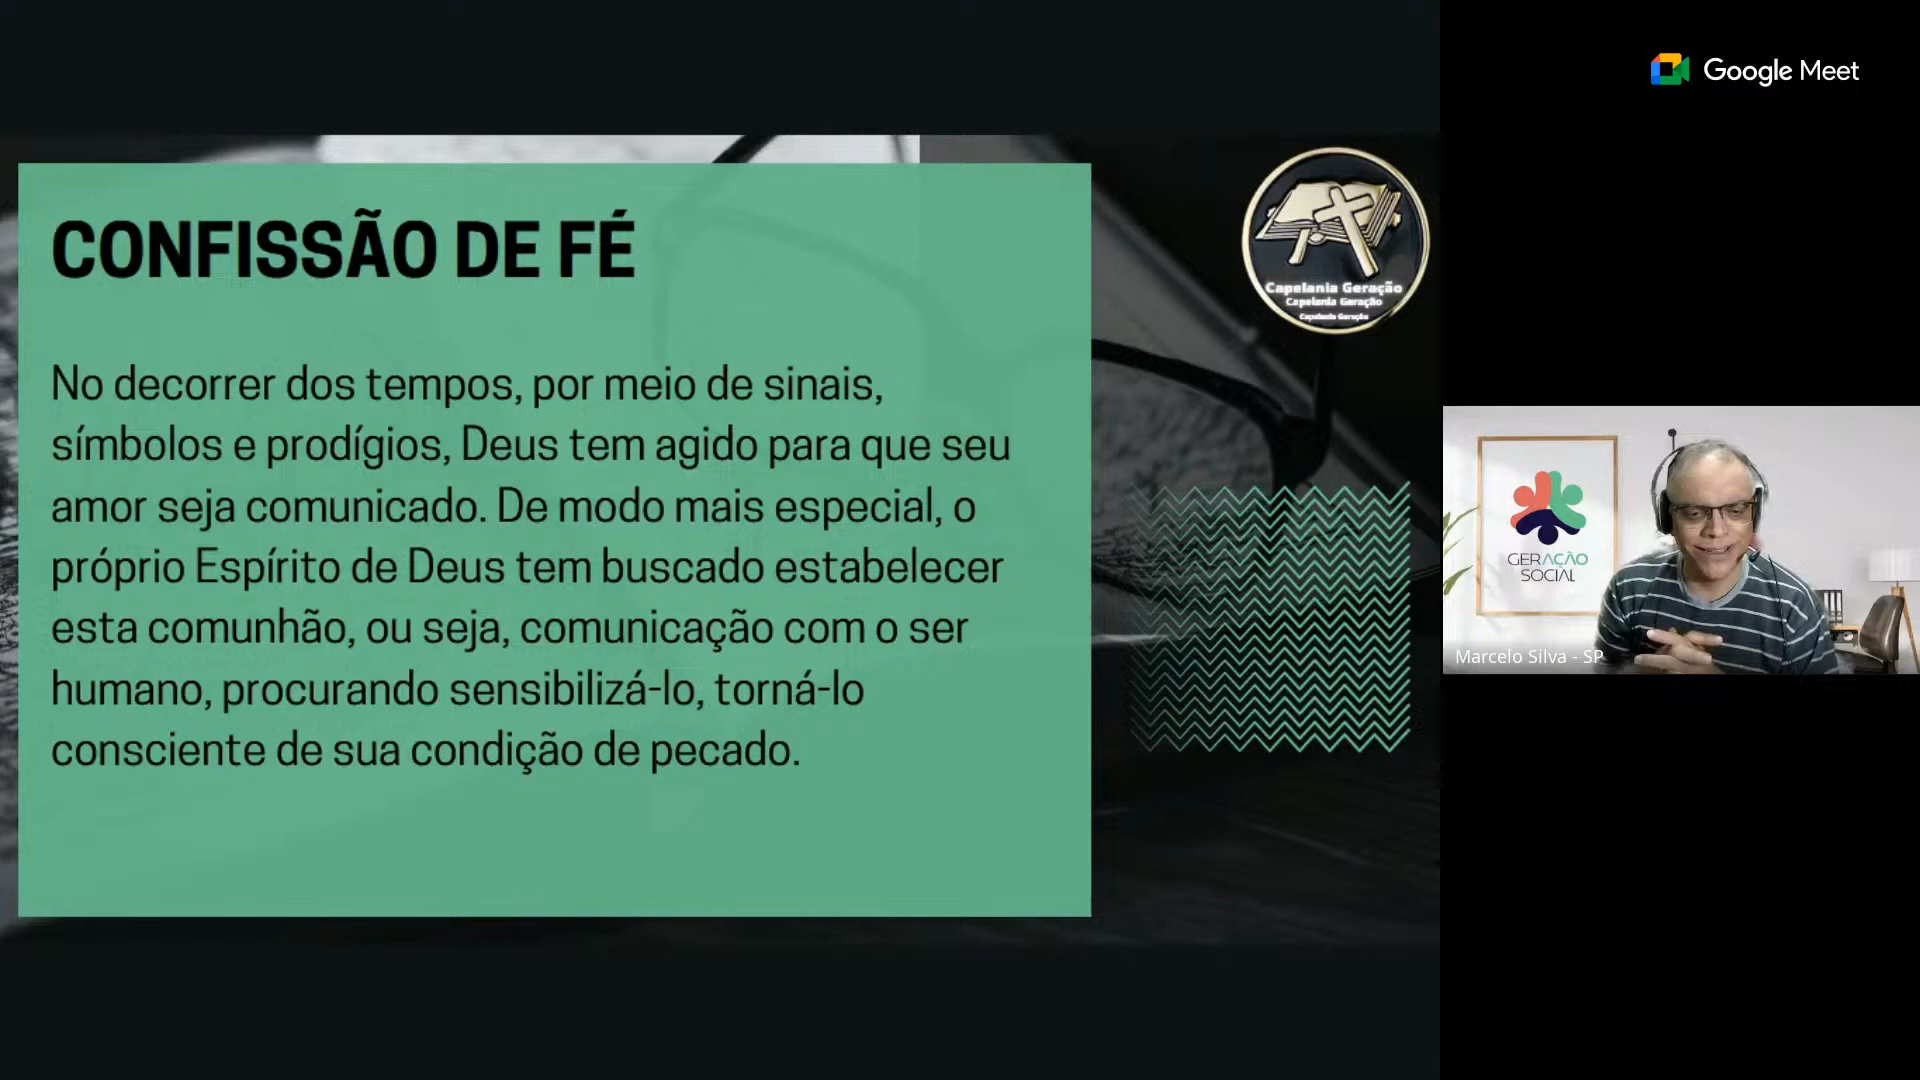 Google Meet
CONFISSÃO DE FÉ
No decorrer dos tempos, por meio de sinais,
símbolos e prodígios, Deus tem agido para que seu
amor seja comunicado. De modo mais especial, o
próprio Espírito de Deus tem buscado estabelecer
esta comunhão, ou seja, comunicação com o ser
humano, procurando sensibilizá-lo, torná-lo
consciente de sua condição de pecado.
Capelania Geração
Capelania Geração
Capelania Geração
GERAÇÃO
SOCIAL
Marcelo Silva - SP